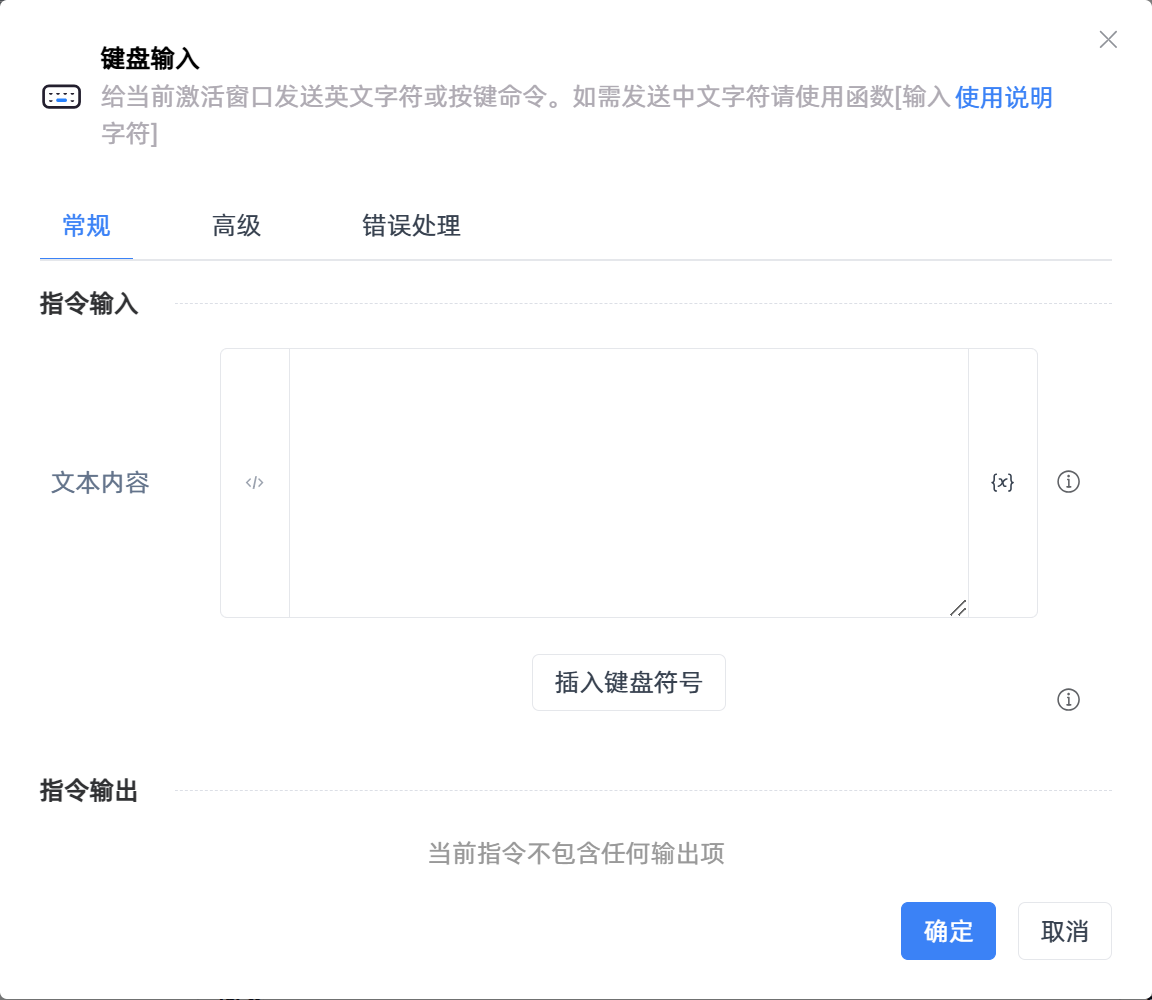 键盘输入
给当前激活窗口发送英文字符或按键命令。如需发送中文字符请使用函数[输入 使用说明
字符]
常规 高级 错误处理
指令输入
文本内容 </> {x}
插入键盘符号
指令输出
当前指令不包含任何输出项
确定 取消